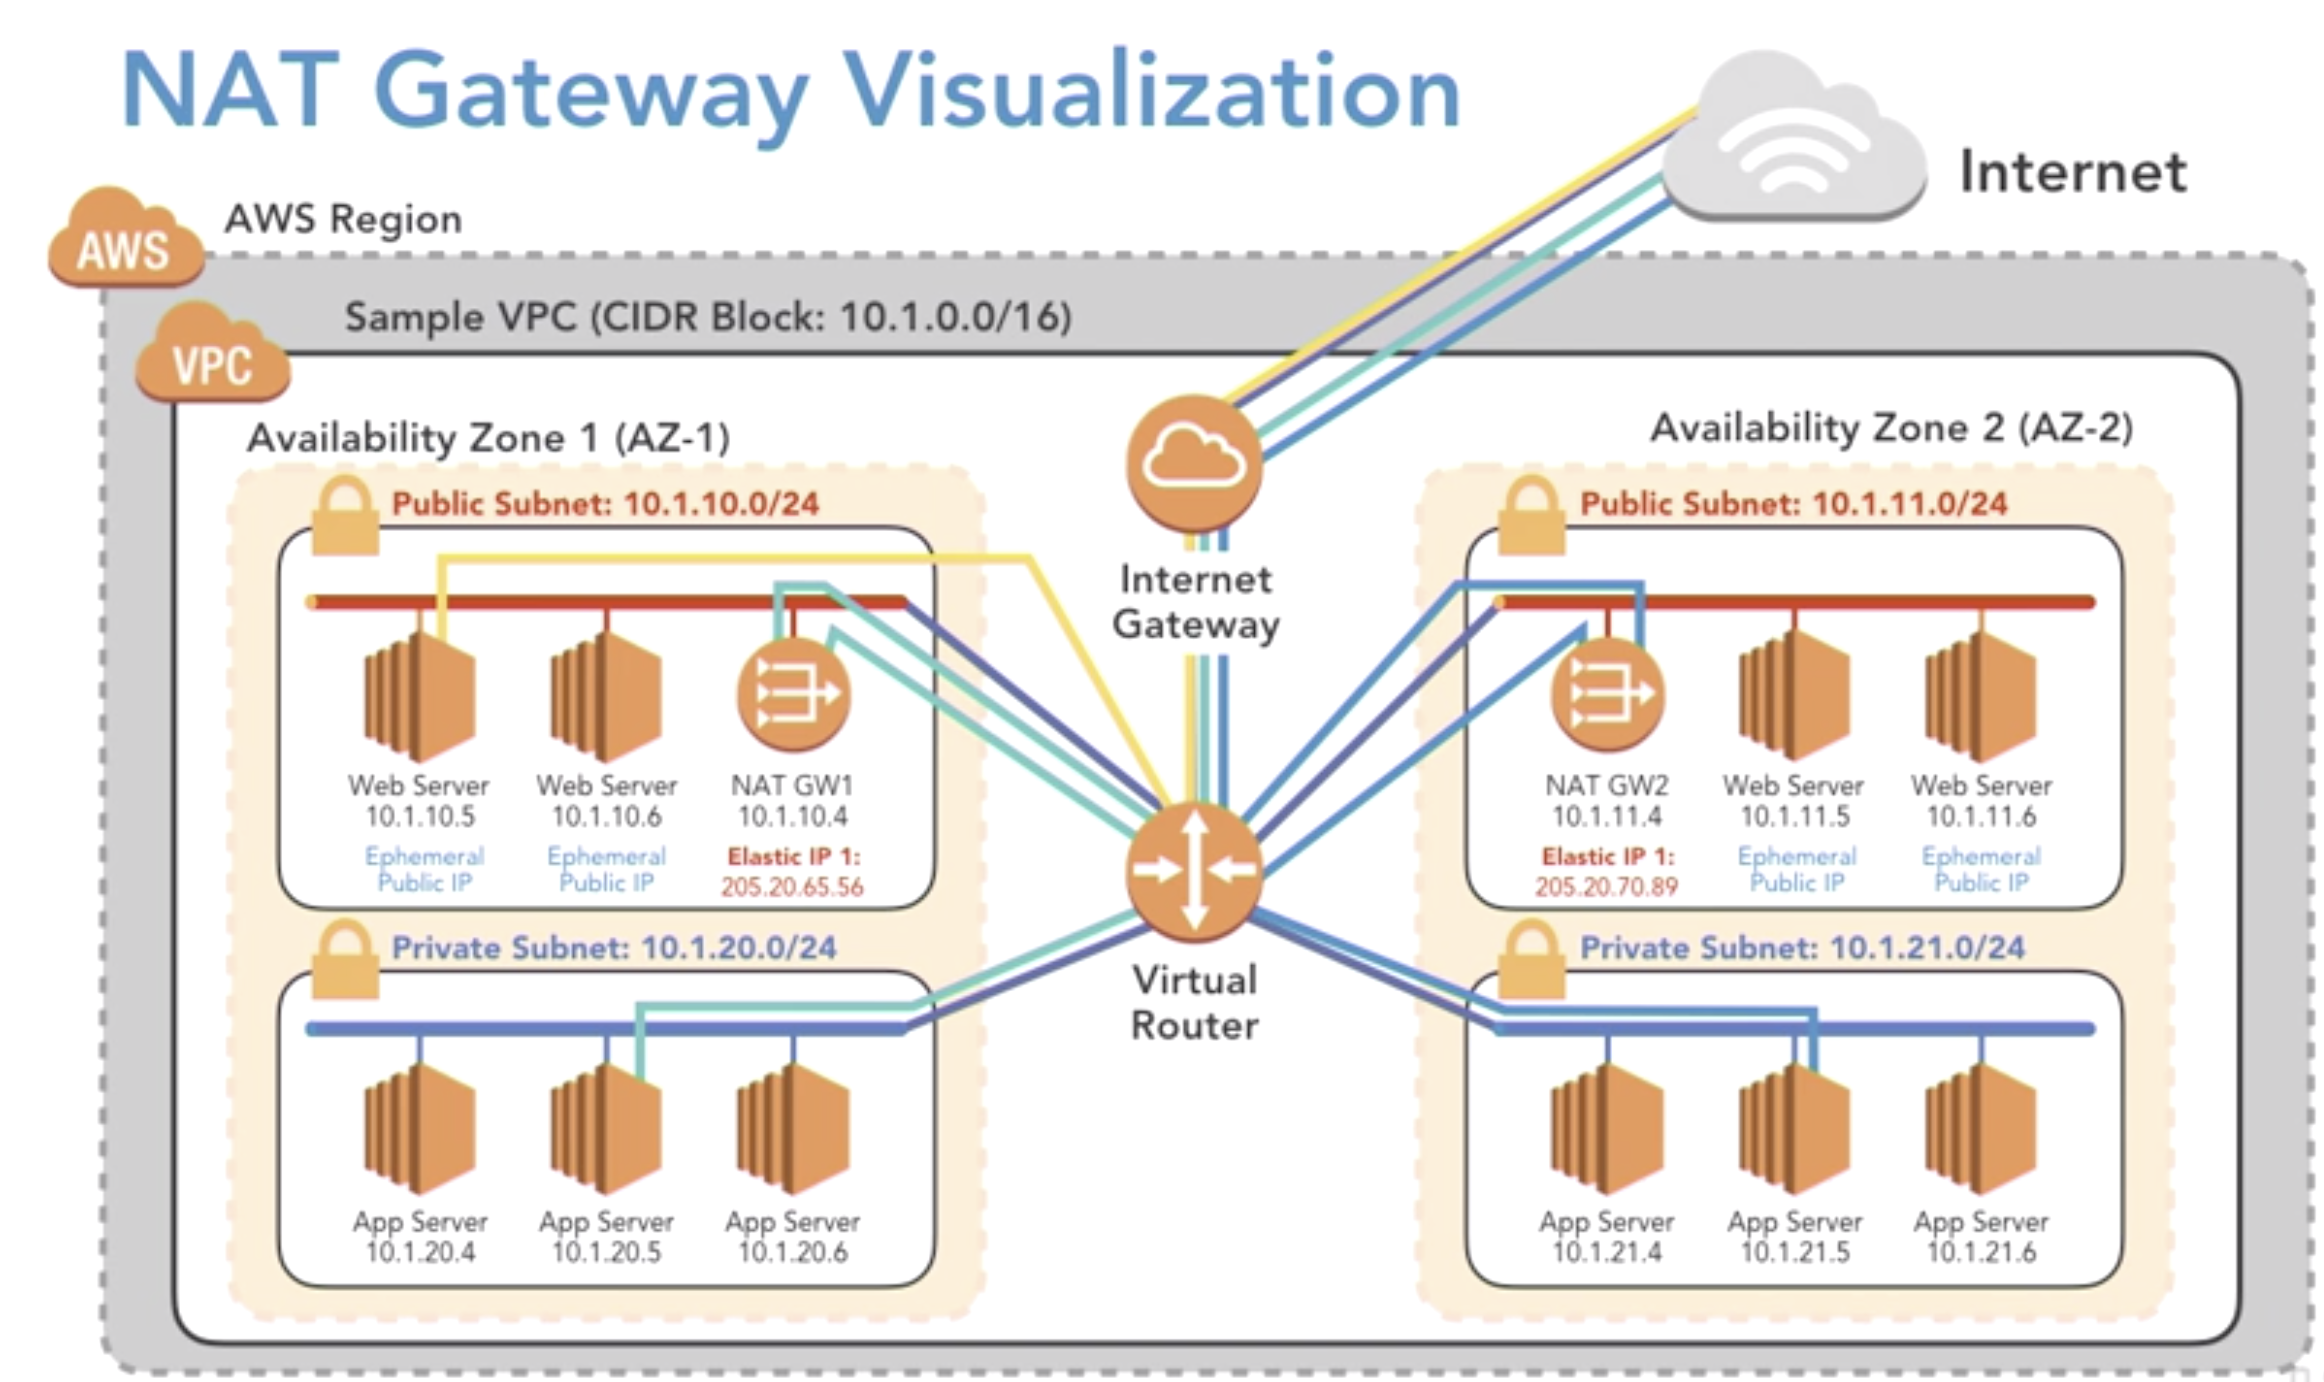 NAT Gateway Visualization
Internet
AWS
AWS Region
VPC
Sample VPC (CIDR Block: 10.1.0.0/16)
Availability Zone 1 (AZ-1)
Public Subnet: 10.1.10.0/24
Web Server
10.1.10.5
Ephemeral
Public IP
Web Server
10.1.10.6
Ephemeral
Public IP
NAT GW1
10.1.10.4
Elastic IP 1:
205.20.65.56
Private Subnet: 10.1.20.0/24
App Server
10.1.20.4
App Server
10.1.20.5
App Server
10.1.20.6
Internet
Gateway
Virtual
Router
Availability Zone 2 (AZ-2)
Public Subnet: 10.1.11.0/24
NAT GW2
10.1.11.4
Elastic IP 1:
205.20.70.89
Web Server
10.1.11.5
Ephemeral
Public IP
Web Server
10.1.11.6
Ephemeral
Public IP
Private Subnet: 10.1.21.0/24
App Server
10.1.21.4
App Server
10.1.21.5
App Server
10.1.21.6